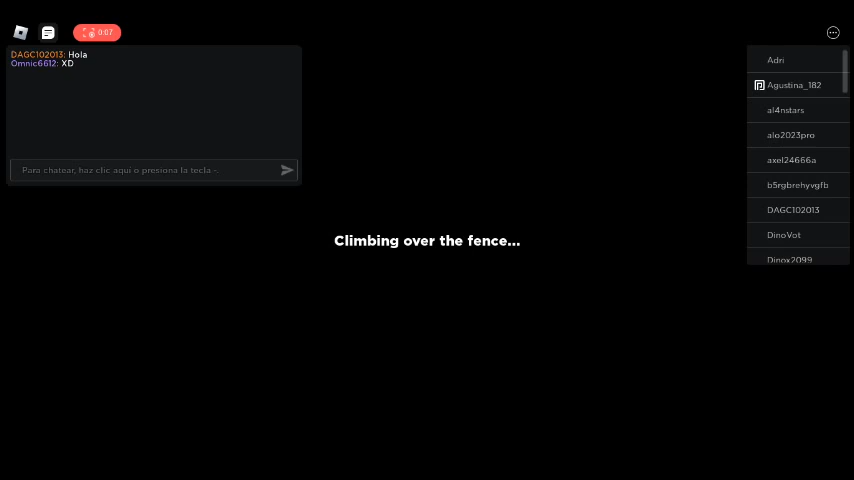 0:07
DAGC102013: Hola
Omnic6612: XD
Para chatear, haz clic aquí o presiona la tecla -.
Climbing over the fence...
Adri
Agustina_182
al4nstars
alo2023pro
axel24666a
b5rgbrehyvgfb
DAGC102013
DinoVot
Dinox2099